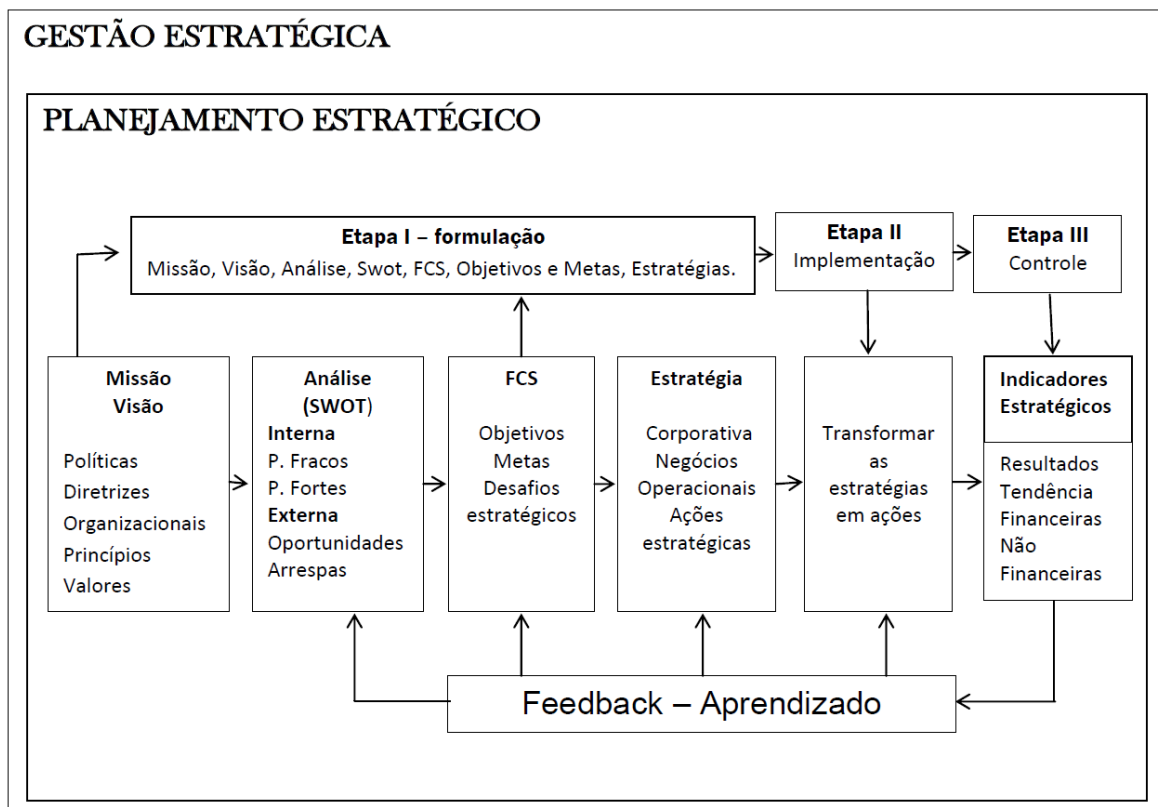 GESTÃO ESTRATÉGICA
PLANEJAMENTO ESTRATÉGICO
Etapa I – formulação
Missão, Visão, Análise, Swot, FCS, Objetivos e Metas, Estratégias.
Etapa II
Implementação
Etapa III
Controle
Missão
Visão
Políticas
Diretrizes
Organizacionais
Princípios
Valores
Análise
(SWOT)
Interna
P. Fracos
P. Fortes
Externa
Oportunidades
Arrespas
FCS
Objetivos
Metas
Desafios
estratégicos
Estratégia
Corporativa
Negócios
Operacionais
Ações
estratégicas
Transformar
as
estratégias
em ações
Indicadores
Estratégicos
Resultados
Tendência
Financeiras
Não
Financeiras
Feedback – Aprendizado